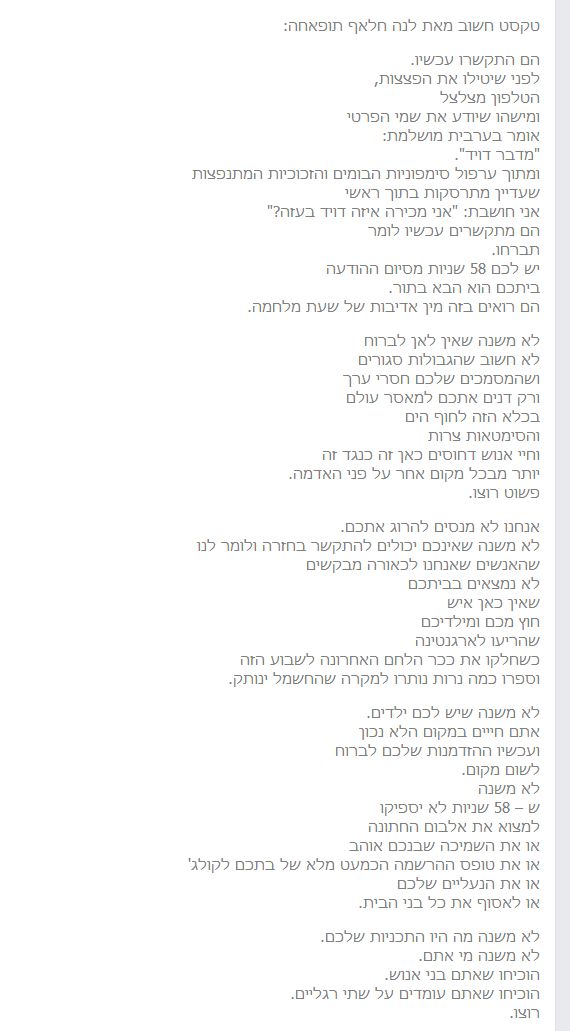 טקסט חשוב מאת לנה חלאף תופאחה:
הם התקשרו עכשיו.
לפני שיטילו את הפצצות,
הטלפון מצלצל
ומישהו שיודע את שמי הפרטי
אומר בערבית מושלמת:
"מדבר דויד".
ומתוך ערפול סימפוניות הבומים והזכוכיות המתנפצות
שעדיין מתרסקות בתוך ראשי
אני חושבת: "אני מכירה איזה דויד בעזה?"
הם מתקשרים עכשיו לומר
תברחו.
יש לכם 58 שניות מסיום ההודעה
ביתכם הוא הבא בתור.
הם רואים בזה מין אדיבות של שעת מלחמה.
לא משנה שאין לאן לברוח
לא חשוב שהגבולות סגורים
ושהמסמכים שלכם חסרי ערך
ורק דנים אתכם למאסר עולם
בכלא הזה לחוף הים
והסימטאות צרות
וחיי אנוש דחוסים כאן זה כנגד זה
יותר מבכל מקום אחר על פני האדמה.
פשוט רוצו.
אנחנו לא מנסים להרוג אתכם.
לא משנה שאינכם יכולים להתקשר בחזרה ולומר לנו
שהאנשים שאנחנו לכאורה מבקשים
לא נמצאים בביתכם
שאין כאן איש
חוץ מכם ומילדיכם
שהריעו לארגנטינה
כשחלקו את ככר הלחם האחרונה לשבוע הזה
וספרו כמה נרות נותרו למקרה שהחשמל ינותק.
לא משנה שיש לכם ילדים.
אתם חייים במקום הלא נכון
ועכשיו ההזדמנות שלכם לברוח
לשום מקום.
לא משנה
ש – 58 שניות לא יספיקו
למצוא את אלבום החתונה
או את השמיכה שבנכם אוהב
או את טופס ההרשמה הכמעט מלא של בתכם לקולג'
או את הנעליים שלכם
או לאסוף את כל בני הבית.
לא משנה מה היו התכניות שלכם.
לא משנה מי אתם.
הוכיחו שאתם בני אנוש.
הוכיחו שאתם עומדים על שתי רגליים.
רוצו.